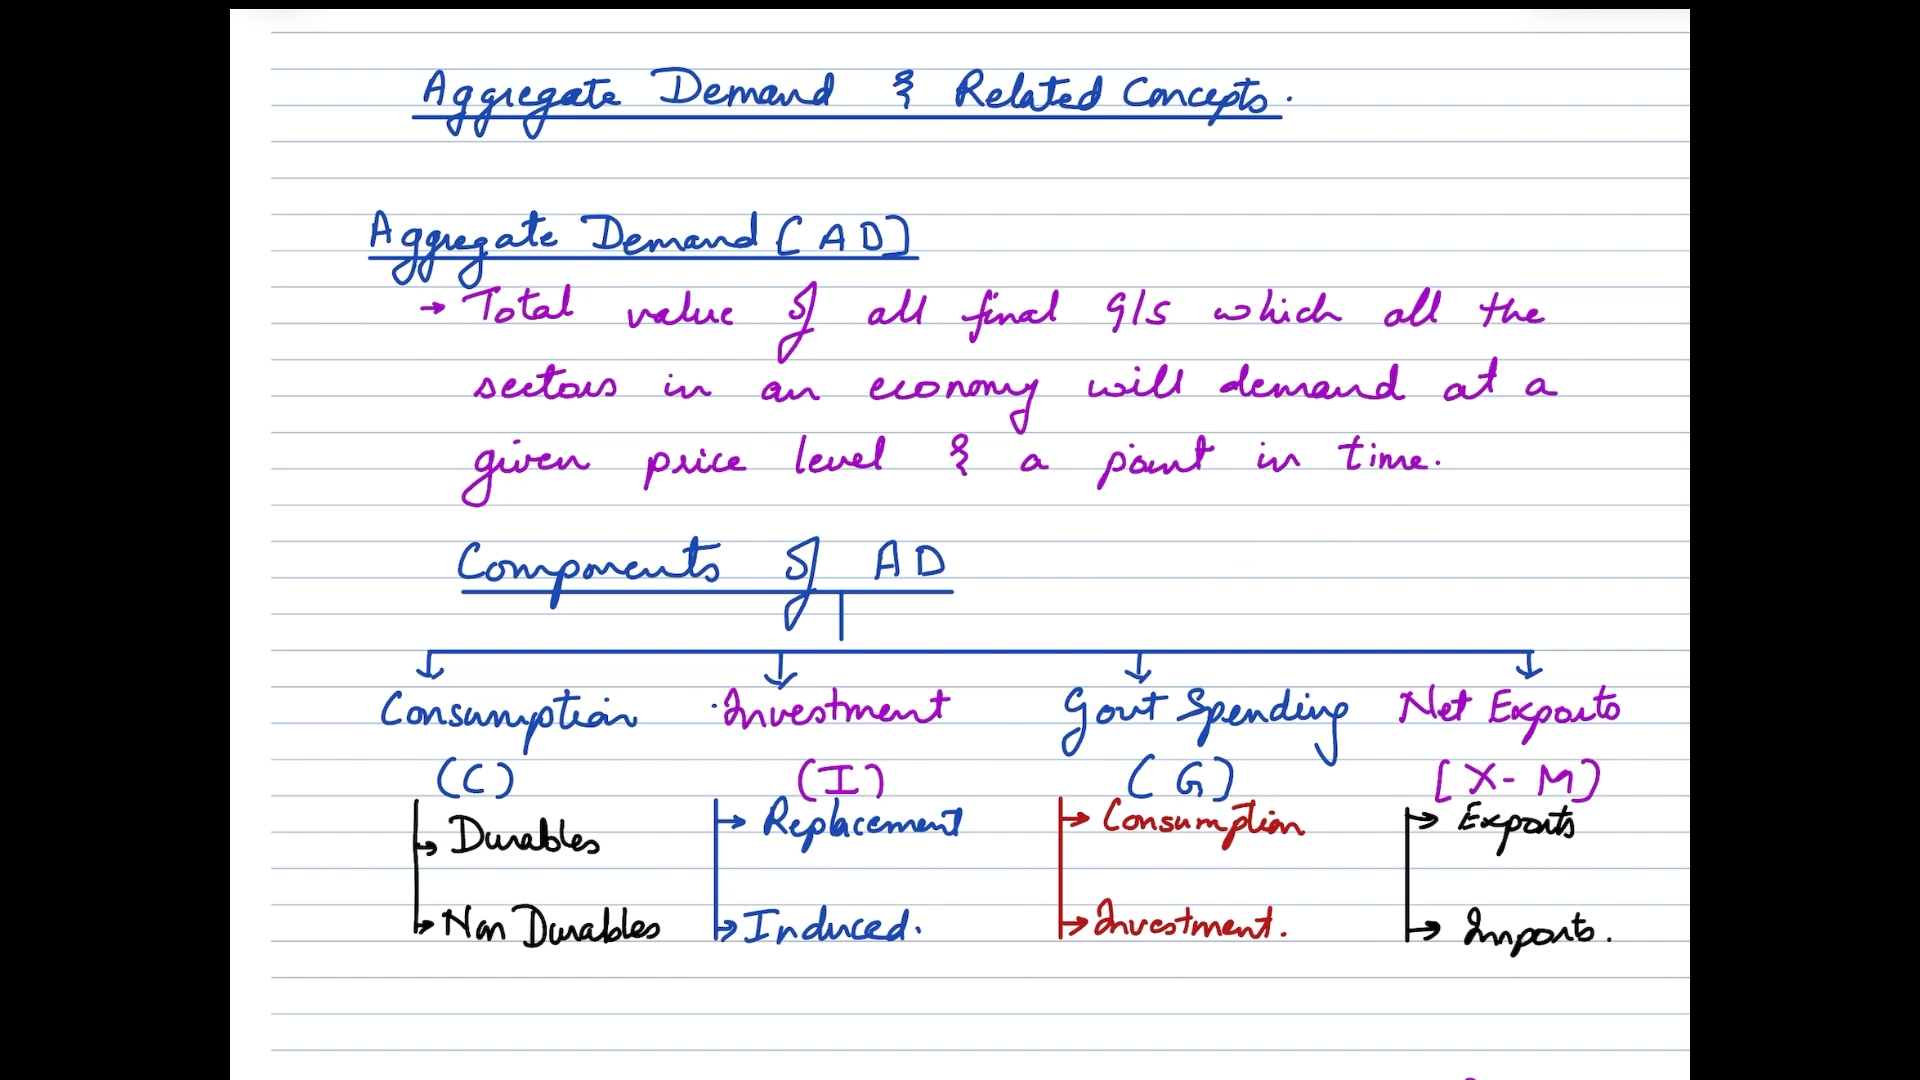 Aggregate Demand & Related Concepts.
Aggregate Demand [AD]
→ Total value of all final G/S which all the
sectors in an economy will demand at a
given price level & a point in time.
Components of AD
Consumption Investment Govt Spending Net Exports
(C) (I) (G) [X-M]
→ Durables → Replacement → Consumption → Exports
→ Non Durables → Induced. → Investment. → Imports.